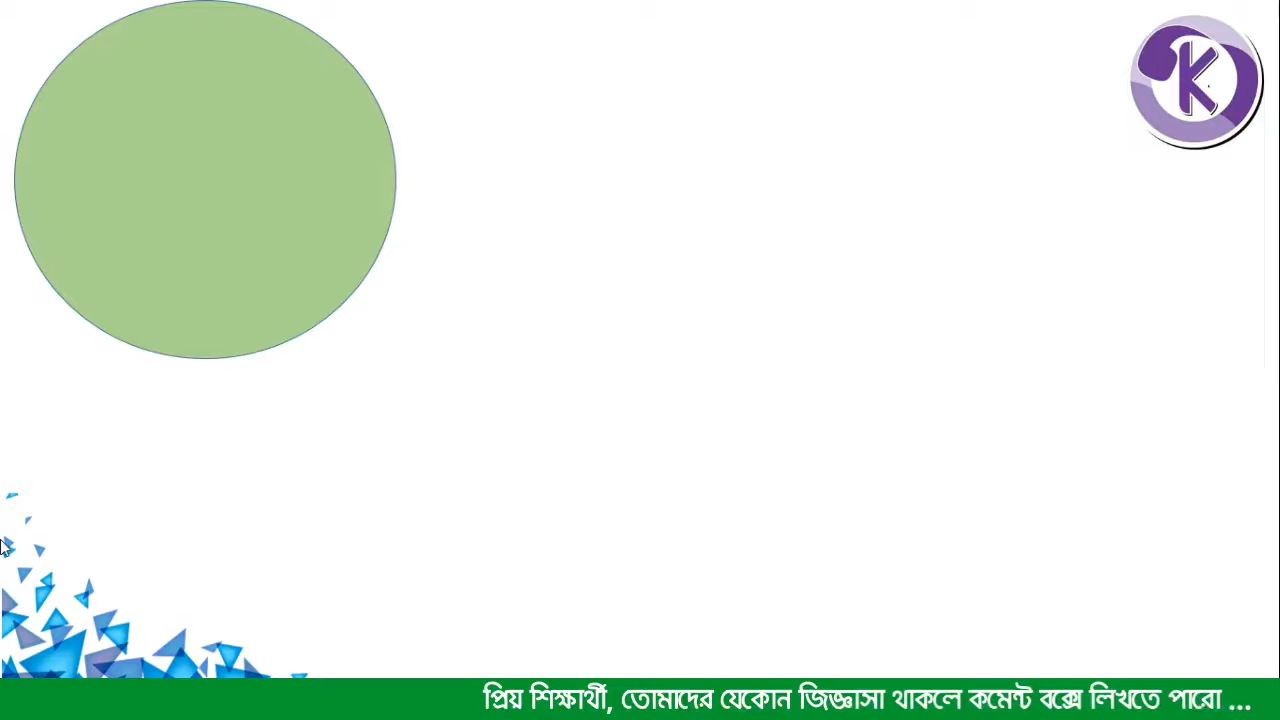 K
প্রিয় শিক্ষার্থী, তোমাদের যেকোন জিজ্ঞাসা থাকলে কমেন্ট বক্সে লিখতে পারো ...